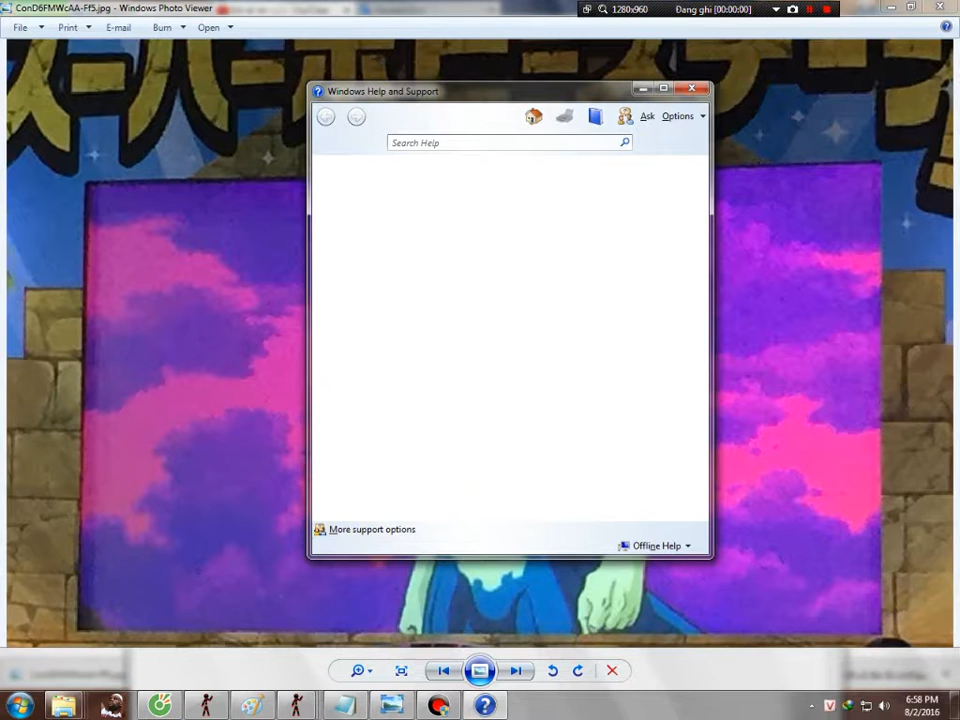 ConD6FMWcAA-Ff5.jpg - Windows Photo Viewer
1280x960
Đang ghi [00:00:00]
File
Print
E-mail
Burn
Open
Windows Help and Support
Ask
Options
Search Help
More support options
Offline Help
V
6:58 PM
8/2/2016